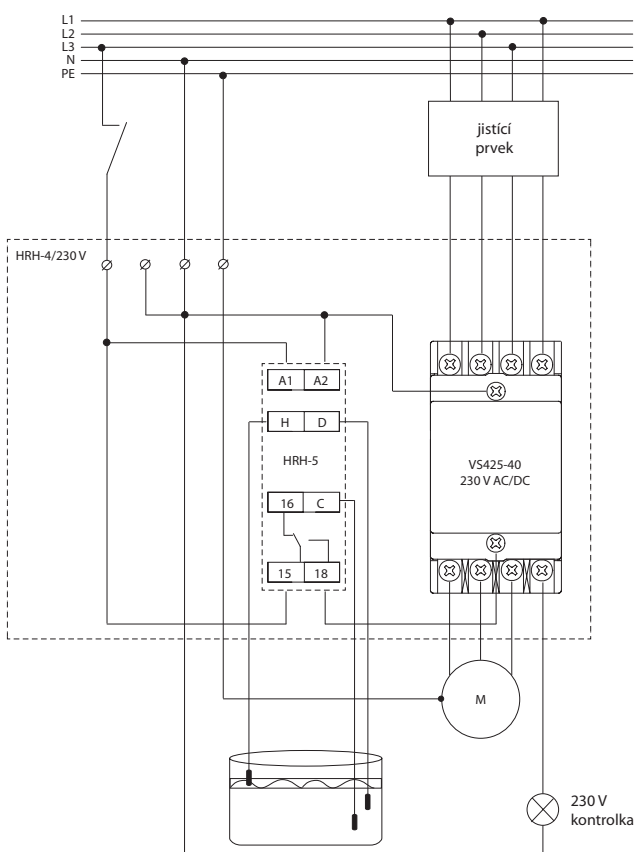 L1
L2
L3
N
PE
jistící
prvek
HRH-4/230 V
A1 A2
H D
HRH-5
16 C
15 18
VS425-40
230 V AC/DC
M
230 V
kontrolka